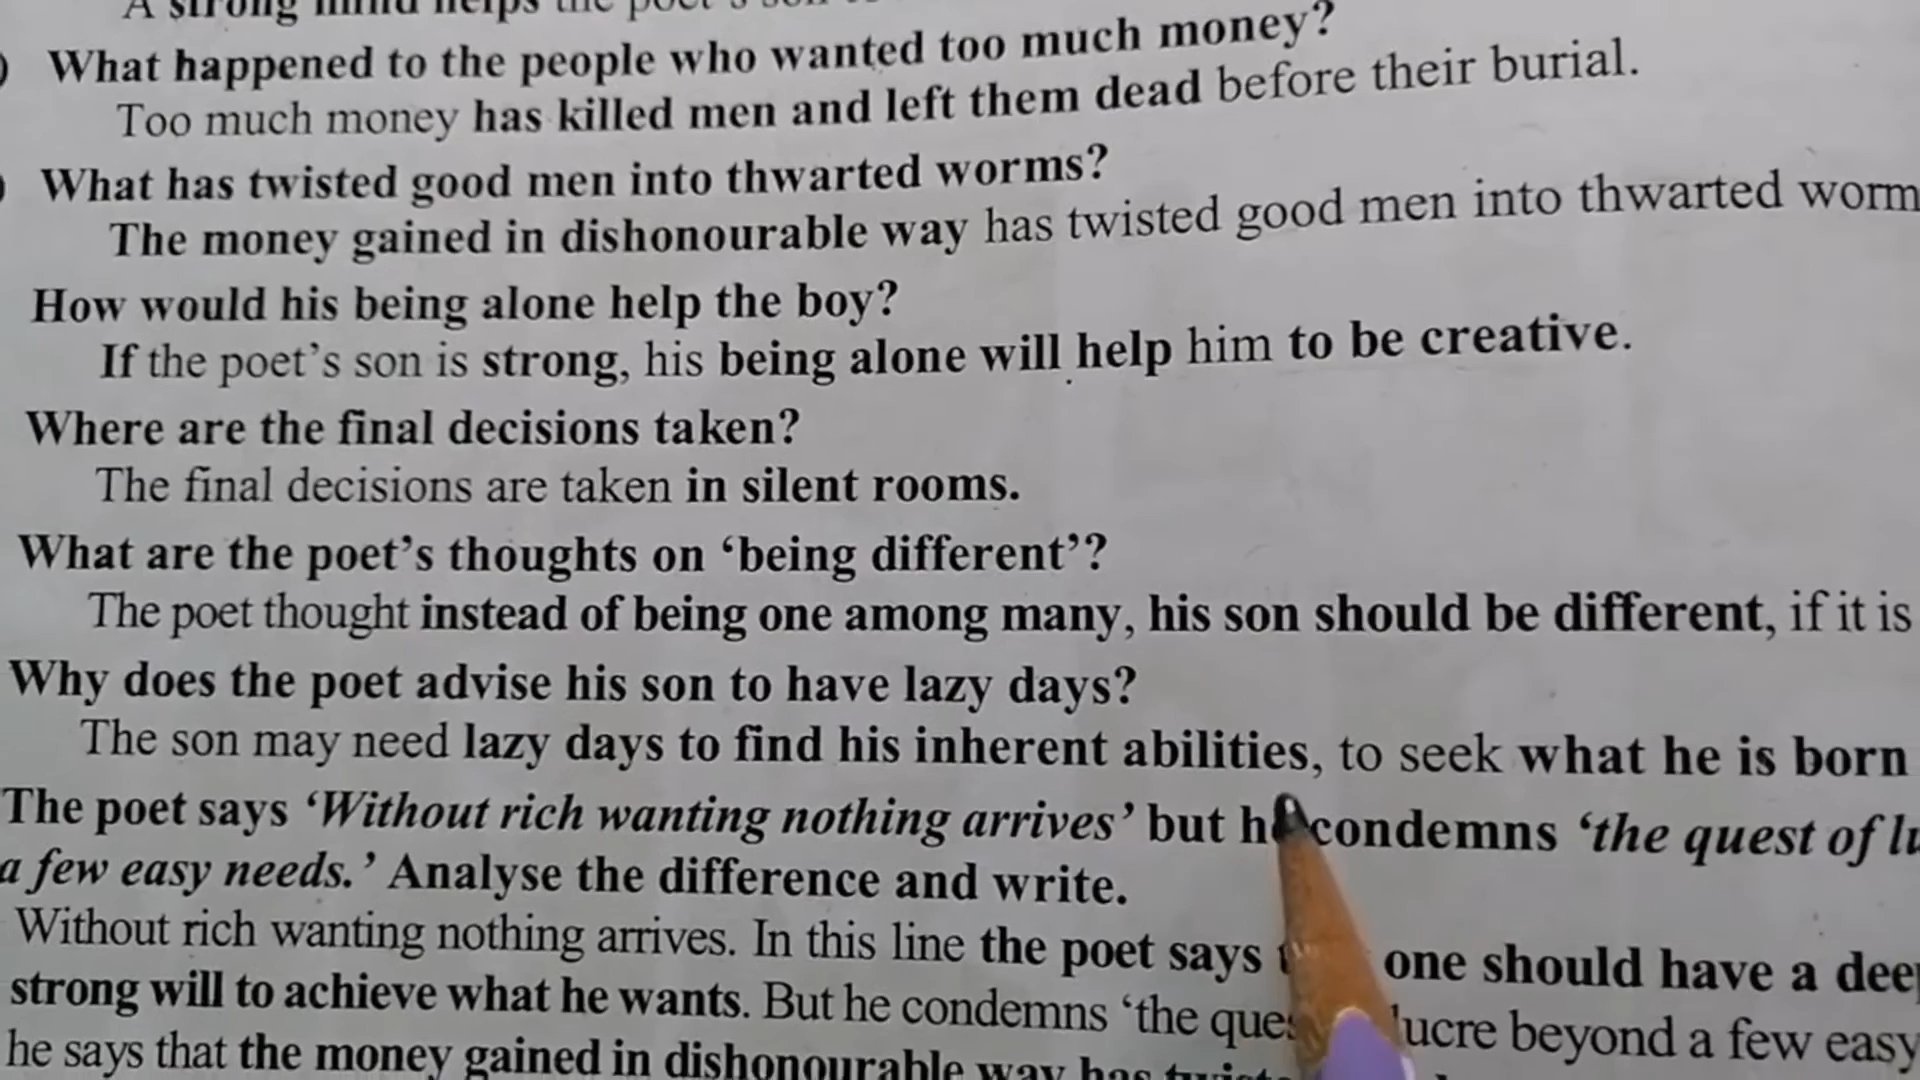 A strong mind helps the poet's son
What happened to the people who wanted too much money?
Too much money has killed men and left them dead before their burial.
What has twisted good men into thwarted worms?
The money gained in dishonourable way has twisted good men into thwarted worm
How would his being alone help the boy?
If the poet's son is strong, his being alone will help him to be creative.
Where are the final decisions taken?
The final decisions are taken in silent rooms.
What are the poet's thoughts on ‘being different’?
The poet thought instead of being one among many, his son should be different, if it is
Why does the poet advise his son to have lazy days?
The son may need lazy days to find his inherent abilities, to seek what he is born
The poet says ‘Without rich wanting nothing arrives’ but he condemns ‘the quest of lu
a few easy needs.’ Analyse the difference and write.
Without rich wanting nothing arrives. In this line the poet says one should have a deep
strong will to achieve what he wants. But he condemns ‘the ques lucre beyond a few easy
he says that the money gained in dishonourable way has